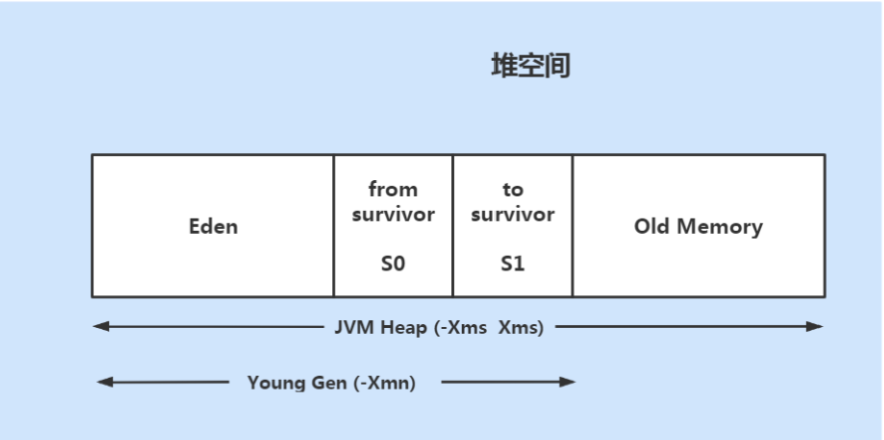 堆空间
Eden
from
survivor
S0
to
survivor
S1
Old Memory
JVM Heap (-Xms  Xms)
Young Gen (-Xmn)